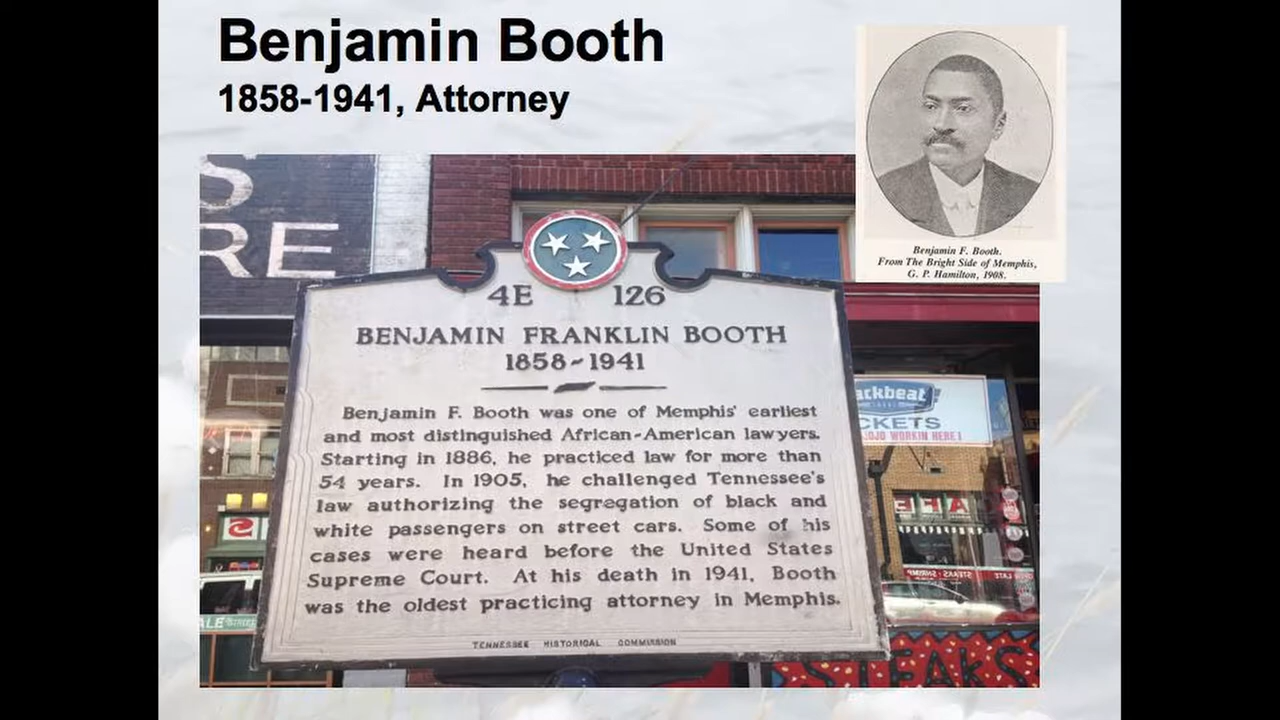 Benjamin Booth
1858-1941, Attorney
Benjamin F. Booth.
From The Bright Side of Memphis,
G. P. Hamilton, 1908.
S
RE
4E 126
BENJAMIN FRANKLIN BOOTH
1858-1941
Benjamin F. Booth was one of Memphis' earliest
and most distinguished African-American lawyers.
Starting in 1886, he practiced law for more than
54 years. In 1905, he challenged Tennessee's
law authorizing the segregation of black and
white passengers on street cars. Some of his
cases were heard before the United States
Supreme Court. At his death in 1941, Booth
was the oldest practicing attorney in Memphis.
TENNESSEE HISTORICAL COMMISSION
ackbeat
CKETS
OJO WORKIN HERE!
ALE STREET
STEAKS